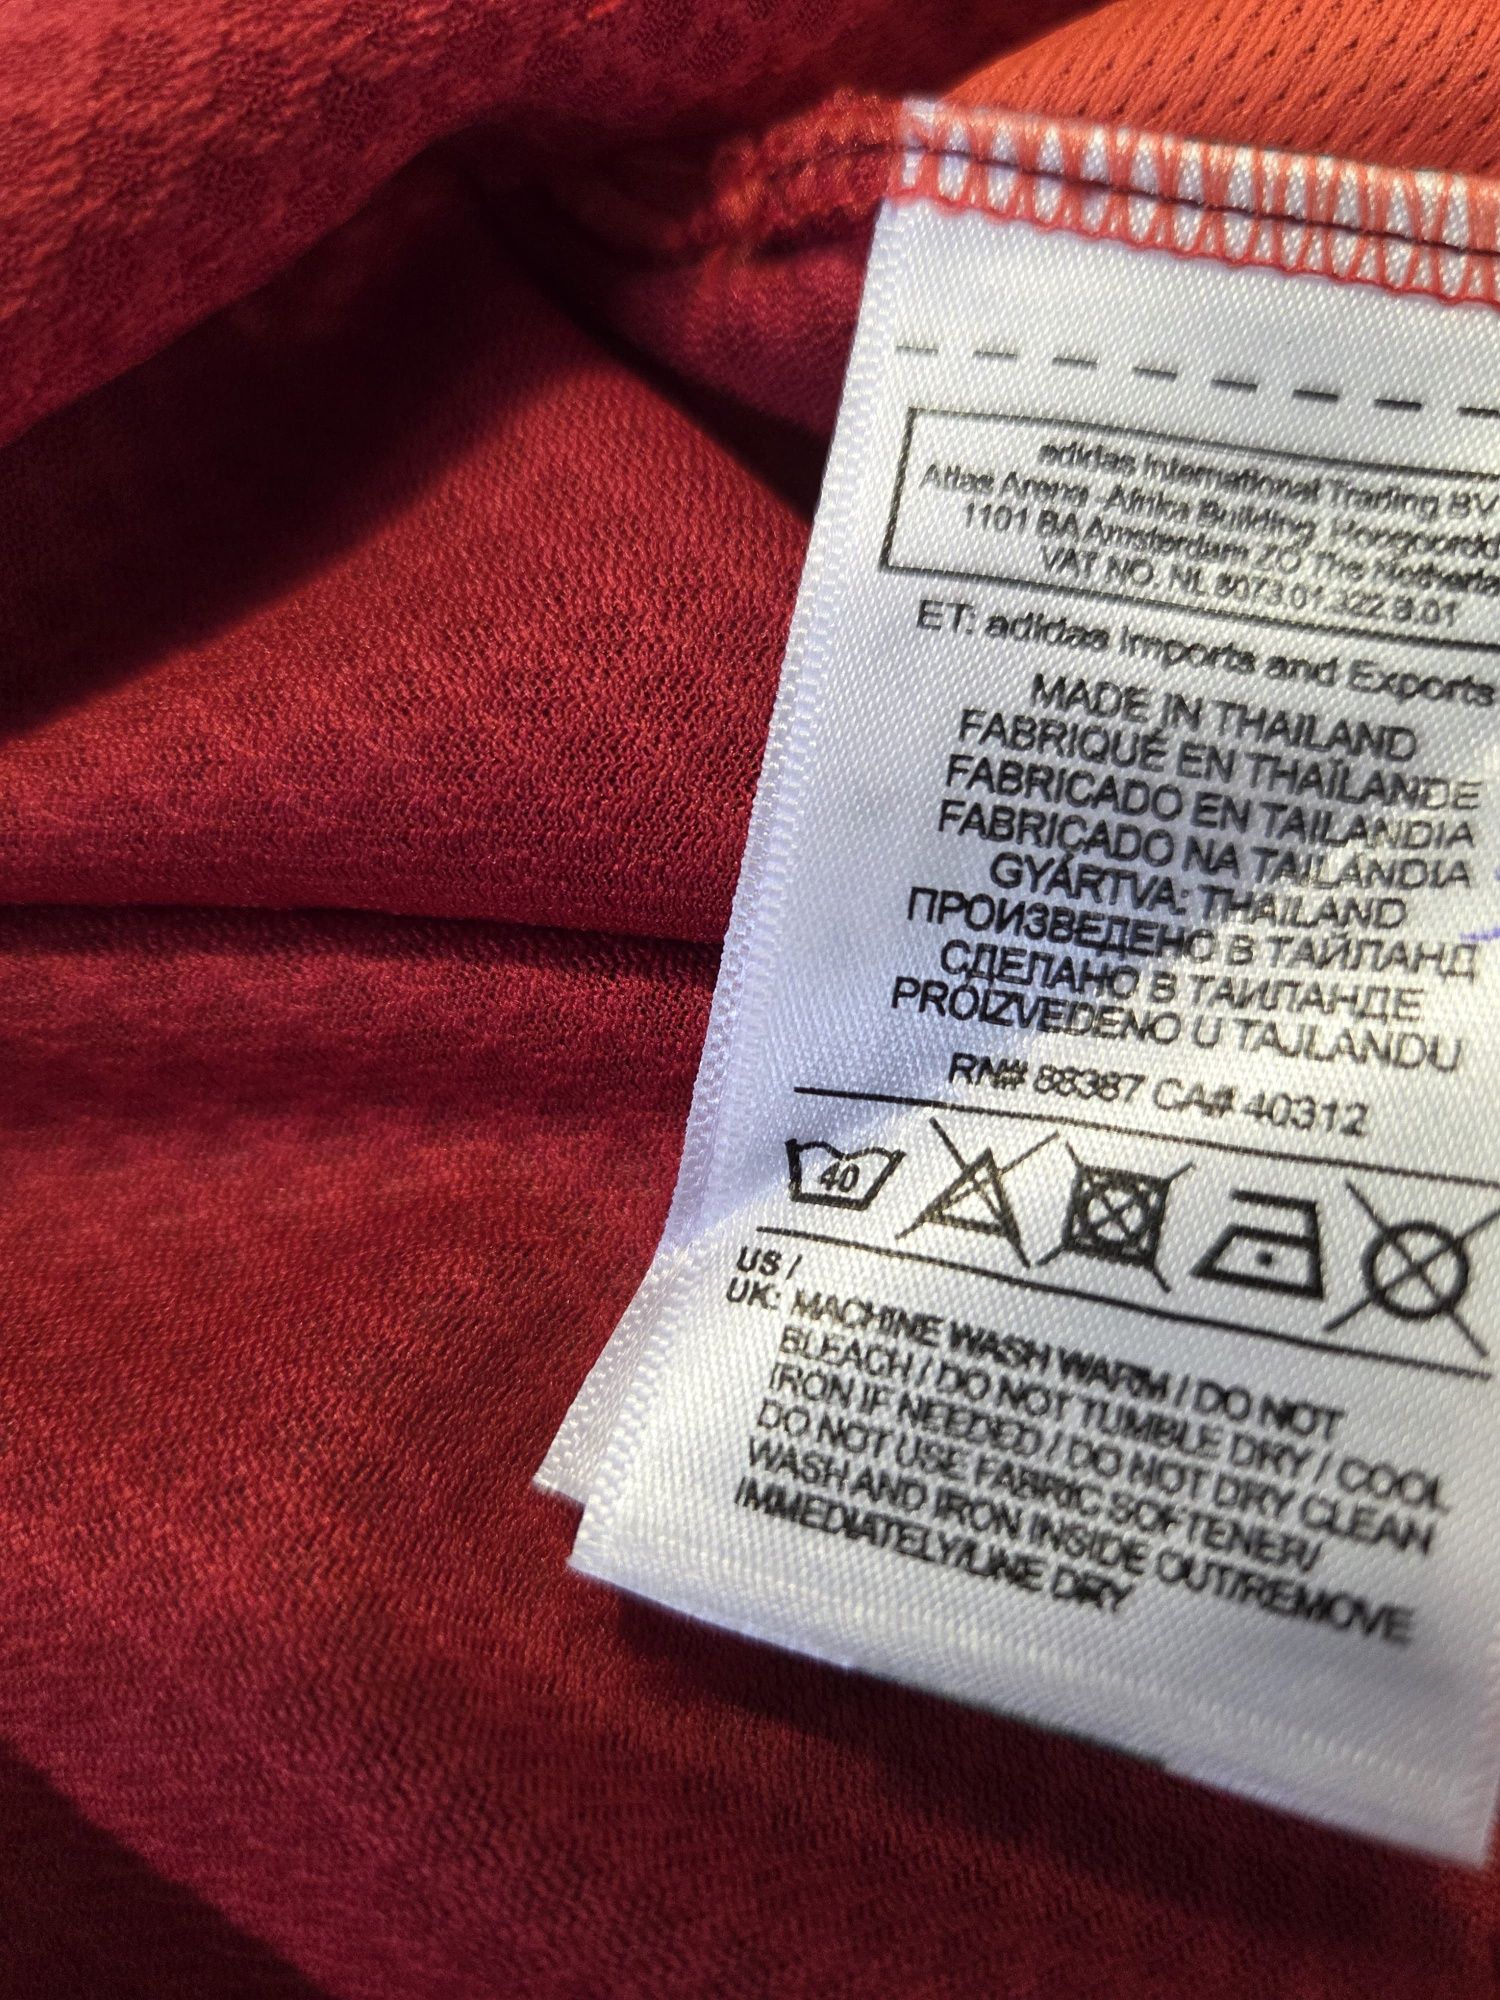 adidas International Trading BV
Atlas Arena -Afrika Building, Hoogoordd
1101 BA Amsterdam ZO The Netherla
VAT NO. NL 8073.01.322.B.01
ET: adidas Imports and Exports
MADE IN THAILAND
FABRIQUÉ EN THAÏLANDE
FABRICADO EN TAILANDIA
FABRICADO NA TAILÂNDIA
GYÁRTVA: THAILAND
ПРОИЗВЕДЕНО В ТАЙЛАНД
СДЕЛАНО В ТАИЛАНДЕ
PROIZVEDENO U TAJLANDU
RN# 88387 CA# 40312
40
US /
UK: MACHINE WASH WARM / DO NOT
BLEACH / DO NOT TUMBLE DRY / COOL
IRON IF NEEDED / DO NOT DRY CLEAN
DO NOT USE FABRIC SOFTENER/
WASH AND IRON INSIDE OUT/REMOVE
IMMEDIATELY/LINE DRY